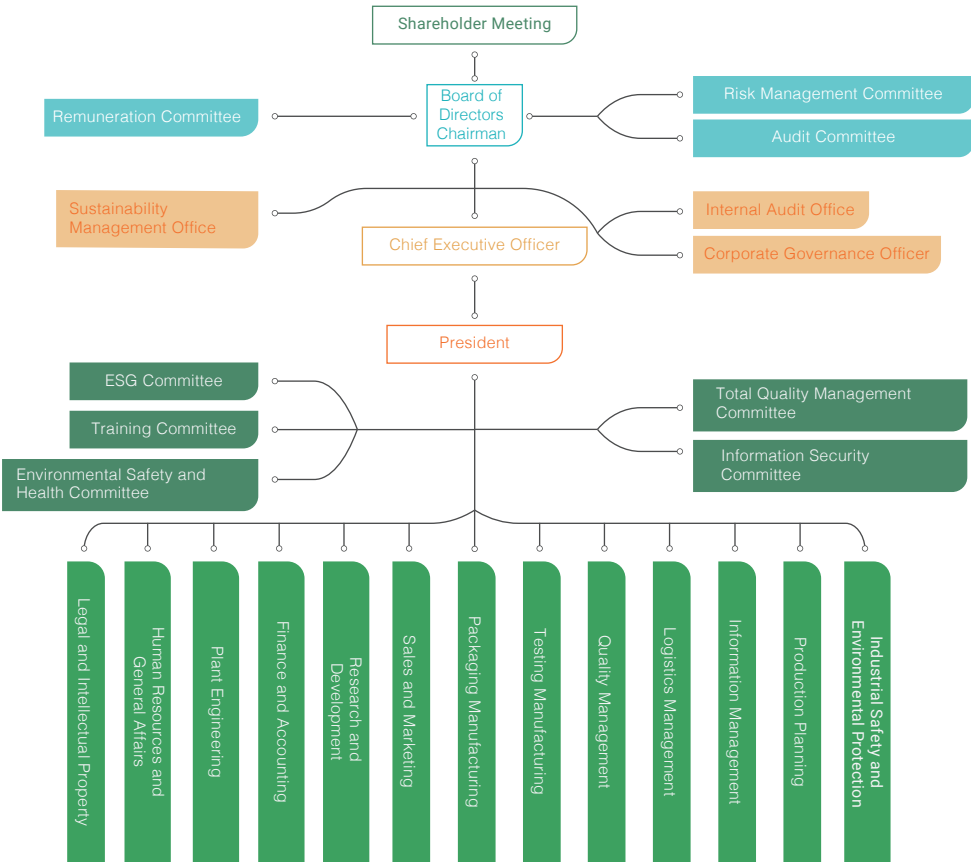 Shareholder Meeting
Board of
Directors
Chairman
Remuneration Committee
Risk Management Committee
Audit Committee
Sustainability
Management Office
Internal Audit Office
Chief Executive Officer
Corporate Governance Officer
President
ESG Committee
Training Committee
Environmental Safety and
Health Committee
Total Quality Management
Committee
Information Security
Committee
Legal and Intellectual Property
Human Resources and
General Affairs
Plant Engineering
Finance and Accounting
Research and
Development
Sales and Marketing
Packaging Manufacturing
Testing Manufacturing
Quality Management
Logistics Management
Information Management
Production Planning
Industrial Safety and
Environmental Protection